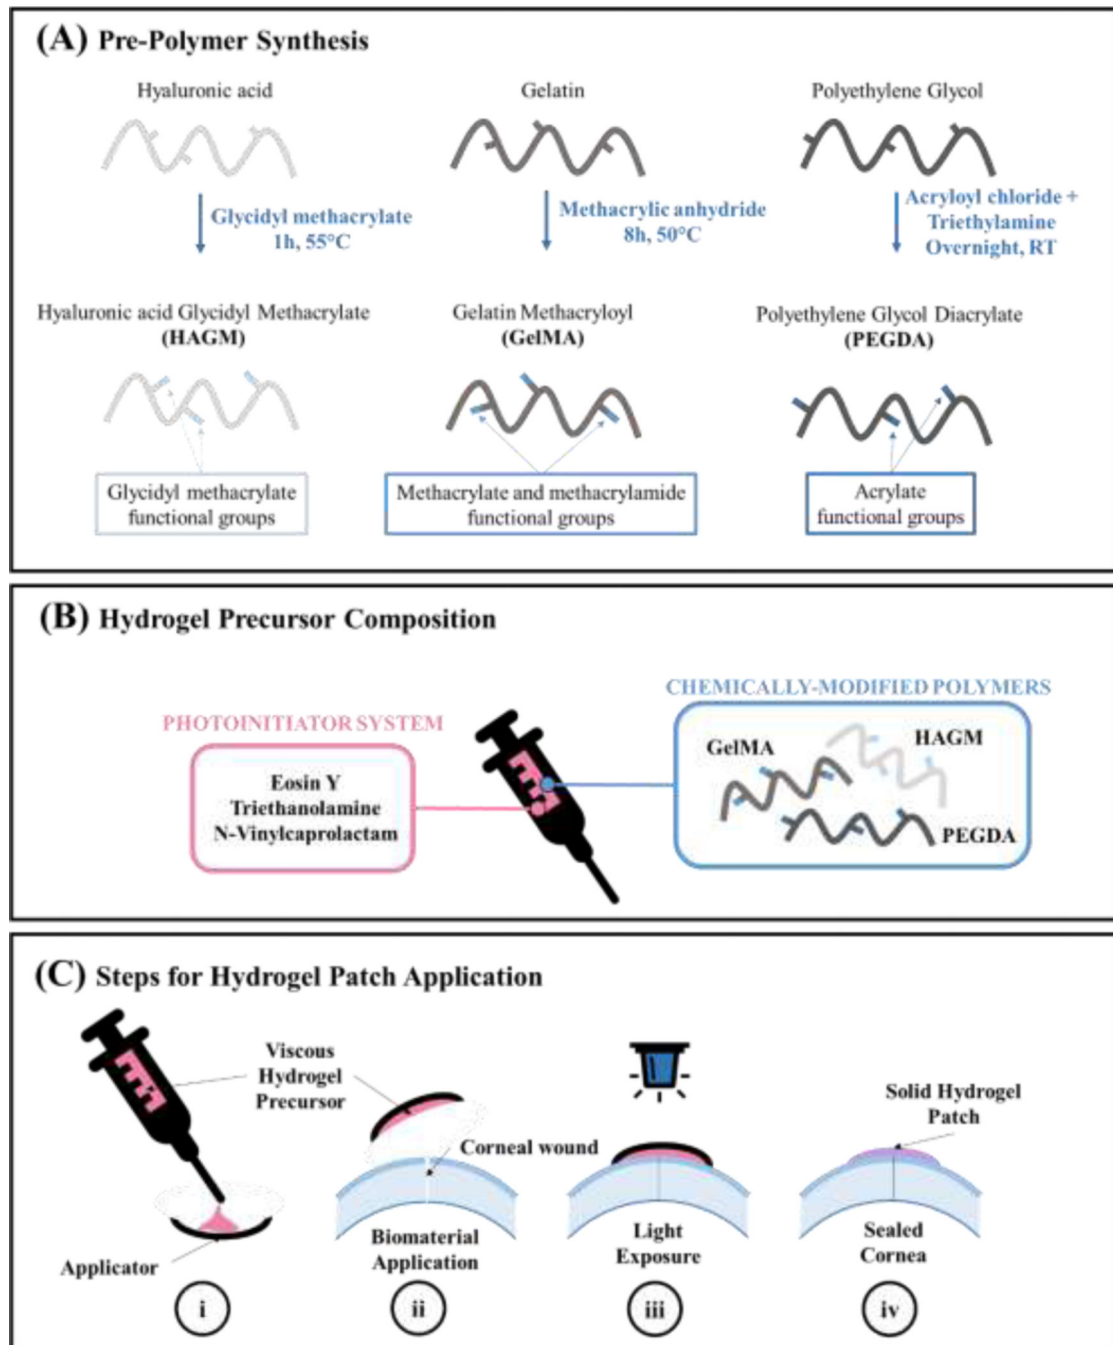 (A) Pre-Polymer Synthesis
Hyaluronic acid
Gelatin
Polyethylene Glycol
Glycidyl methacrylate
1h, 55°C
Methacrylic anhydride
8h, 50°C
Acryloyl chloride +
Triethylamine
Overnight, RT
Hyaluronic acid Glycidyl Methacrylate
(HAGM)
Gelatin Methacryloyl
(GelMA)
Polyethylene Glycol Diacrylate
(PEGDA)
Glycidyl methacrylate
functional groups
Methacrylate and methacrylamide
functional groups
Acrylate
functional groups
(B) Hydrogel Precursor Composition
PHOTOINITIATOR SYSTEM
Eosin Y
Triethanolamine
N-Vinylcaprolactam
CHEMICALLY-MODIFIED POLYMERS
GelMA
HAGM
PEGDA
(C) Steps for Hydrogel Patch Application
Viscous
Hydrogel
Precursor
Applicator
Corneal wound
Biomaterial
Application
Light
Exposure
Solid Hydrogel
Patch
Sealed
Cornea
i
ii
iii
iv